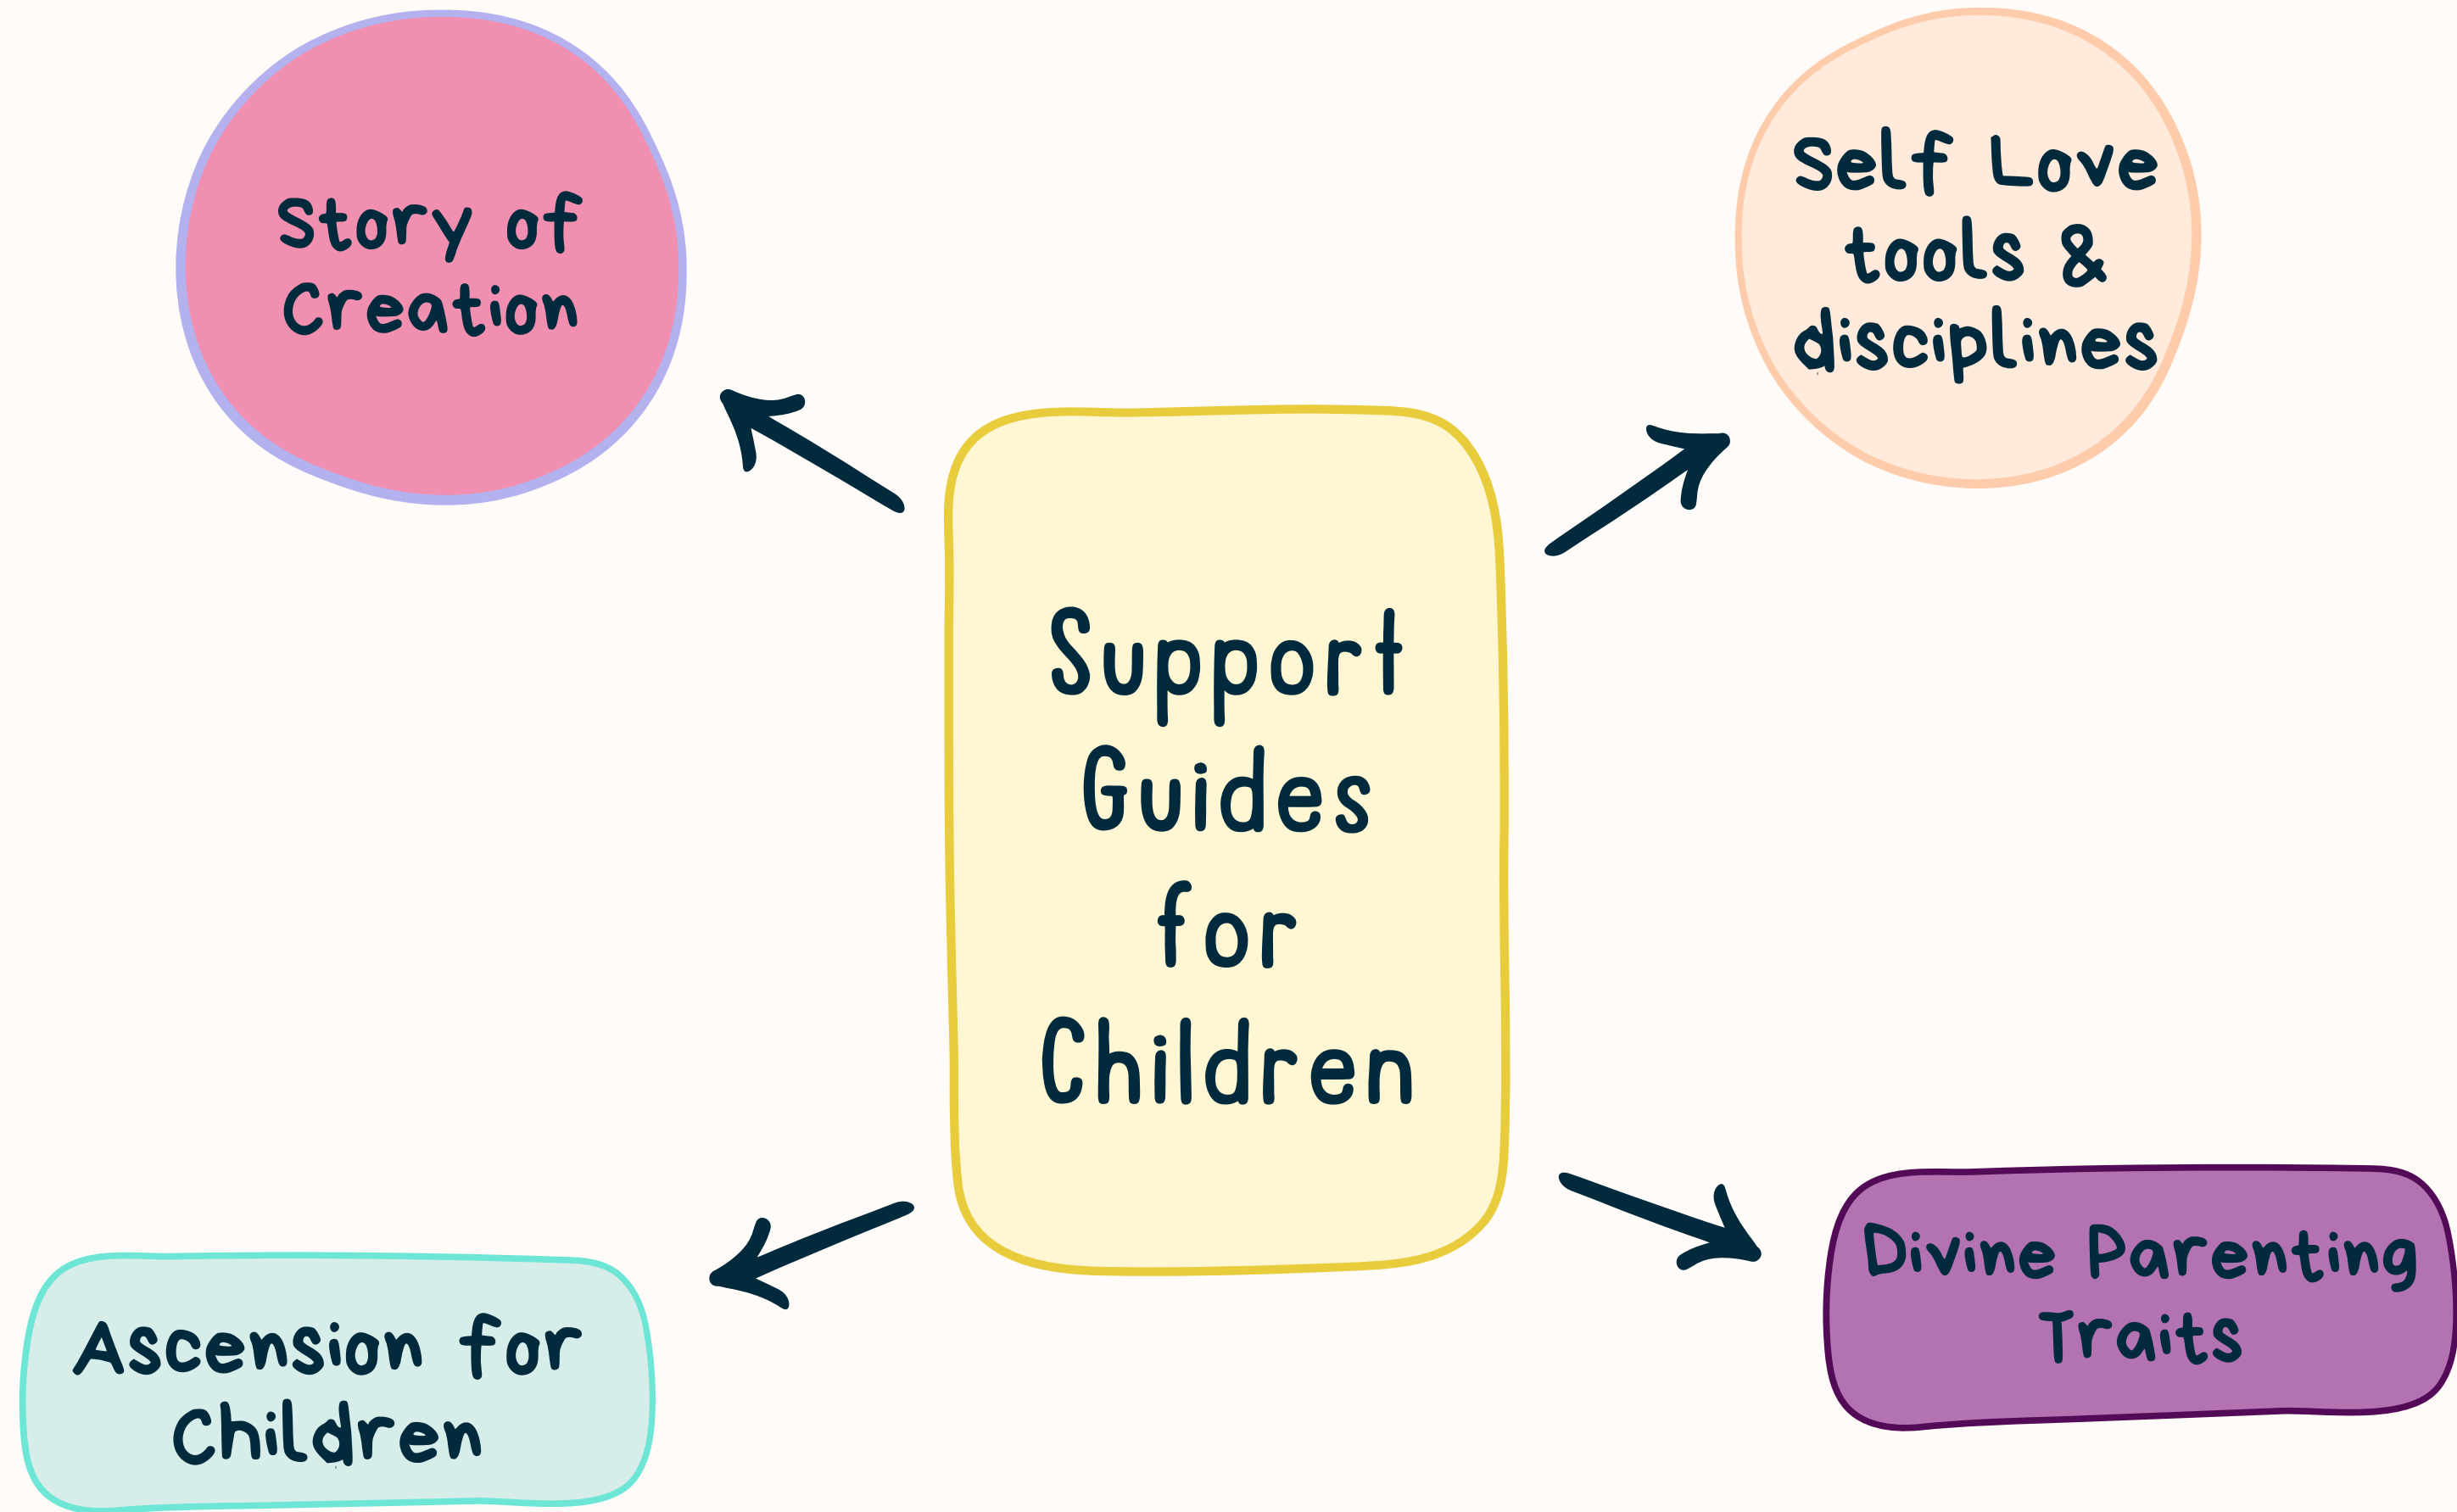 Story of
Creation
Self Love
tools &
disciplines
Support
Guides
for
Children
Ascension for
Children
Divine Parenting
Traits